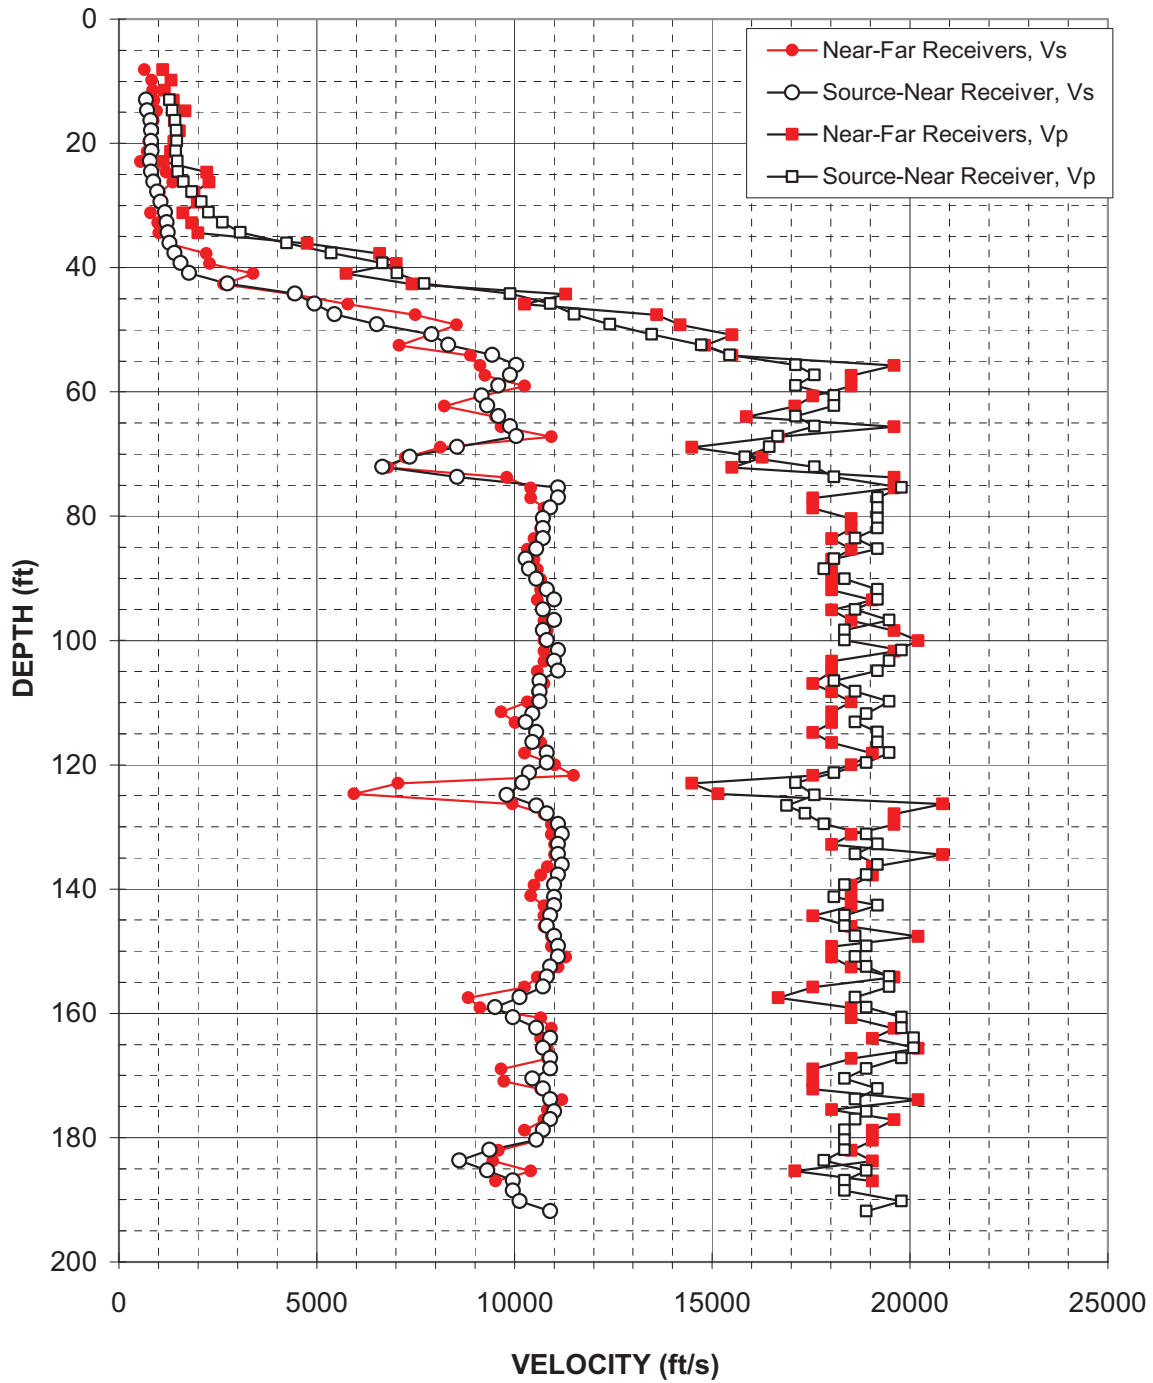 0
20
40
60
80
100
120
140
160
180
200
DEPTH (ft)
Near-Far Receivers, Vs
Source-Near Receiver, Vs
Near-Far Receivers, Vp
Source-Near Receiver, Vp
0 5000 10000 15000 20000 25000
VELOCITY (ft/s)